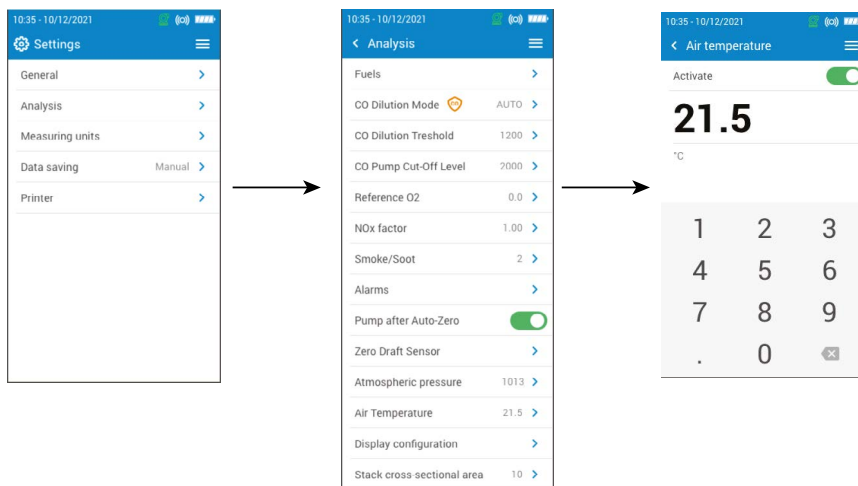 10:35 - 10/12/2021
Settings
General
Analysis
Measuring units
Data saving Manual
Printer
10:35 - 10/12/2021
Analysis
Fuels
CO Dilution Mode CO AUTO
CO Dilution Treshold 1200
CO Pump Cut-Off Level 2000
Reference O2 0.0
NOx factor 1.00
Smoke/Soot 2
Alarms
Pump after Auto-Zero
Zero Draft Sensor
Atmospheric pressure 1013
Air Temperature 21.5
Display configuration
Stack cross-sectional area 10
10:35 - 10/12/2021
Air temperature
Activate
21.5
°C
1 2 3
4 5 6
7 8 9
. 0